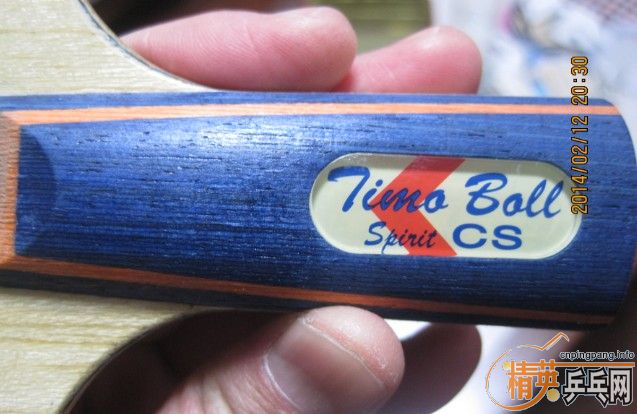 Timo Boll
Spirit CS
2014/02/12 20:30
cnpingpang.info
精英乒乓网